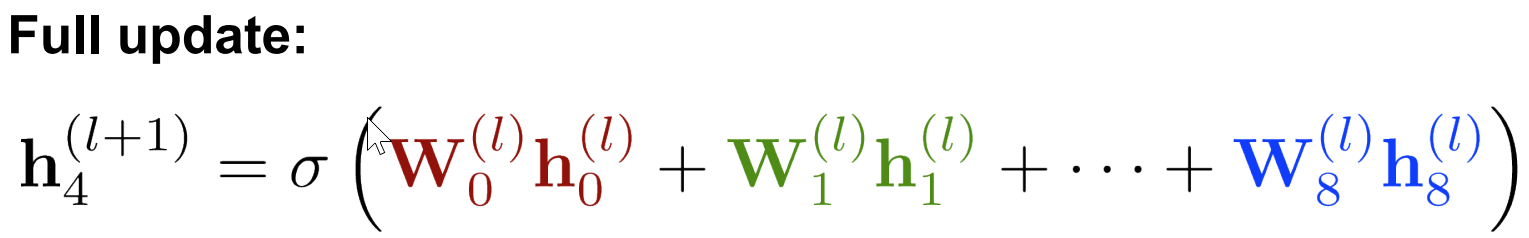 Full update:
h_4^{(l+1)} = σ ( W_0^{(l)} h_0^{(l)} + W_1^{(l)} h_1^{(l)} + ··· + W_8^{(l)} h_8^{(l)} )